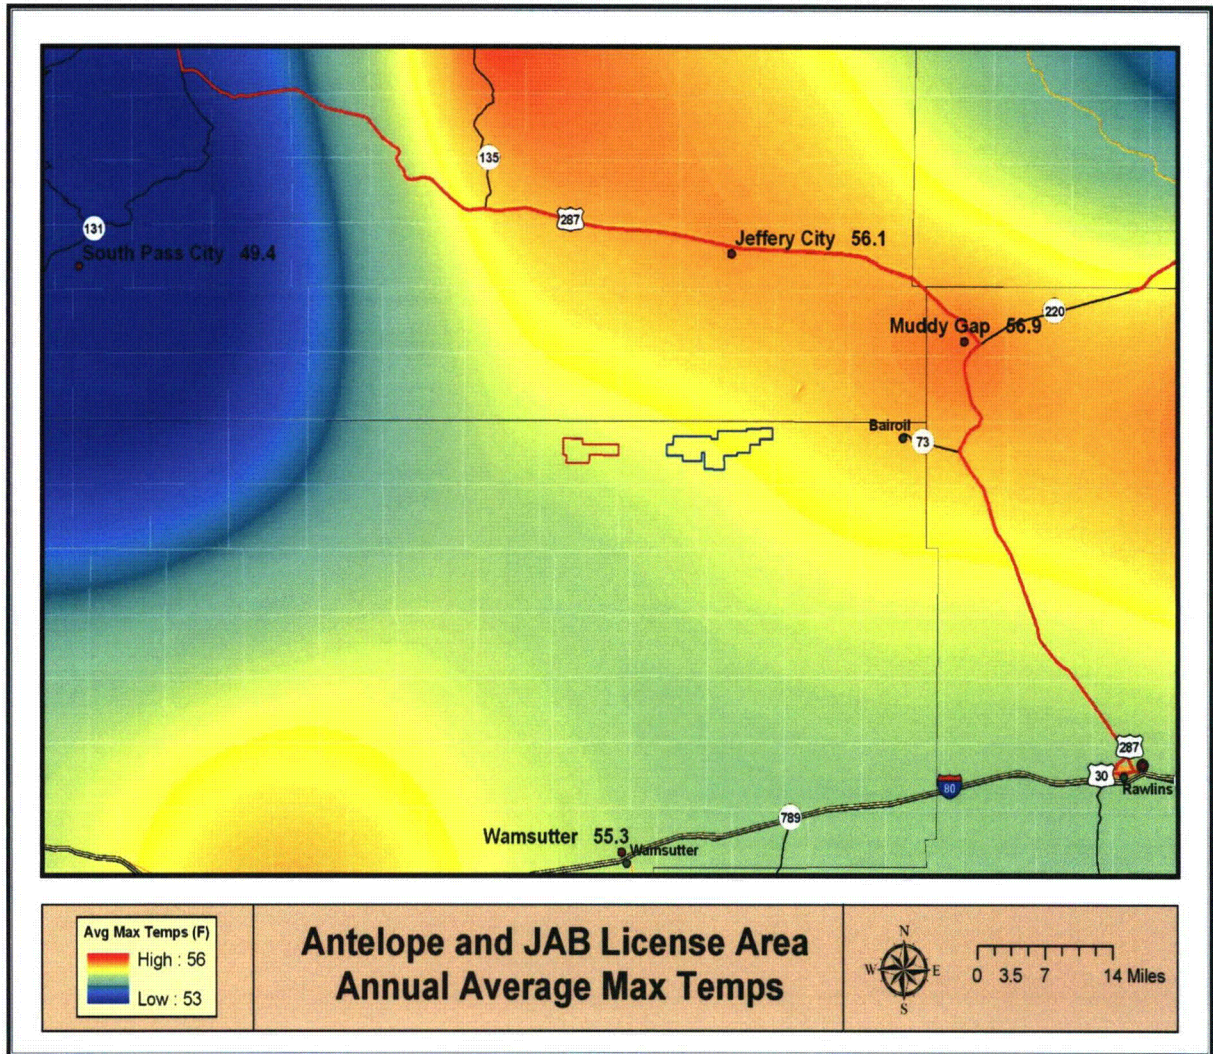 135
287
131
South Pass City 49.4
Jeffery City 56.1
220
Muddy Gap 56.9
Bairoil
73
287
30
Rawlins
80
789
Wamsutter 55.3
Wamsutter
Avg Max Temps (F)
High : 56
Low : 53
Antelope and JAB License Area
Annual Average Max Temps
N
W E
S
0 3.5 7 14 Miles